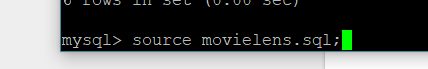 6 rows in set (0.00 sec)
mysql> source movielens.sql;